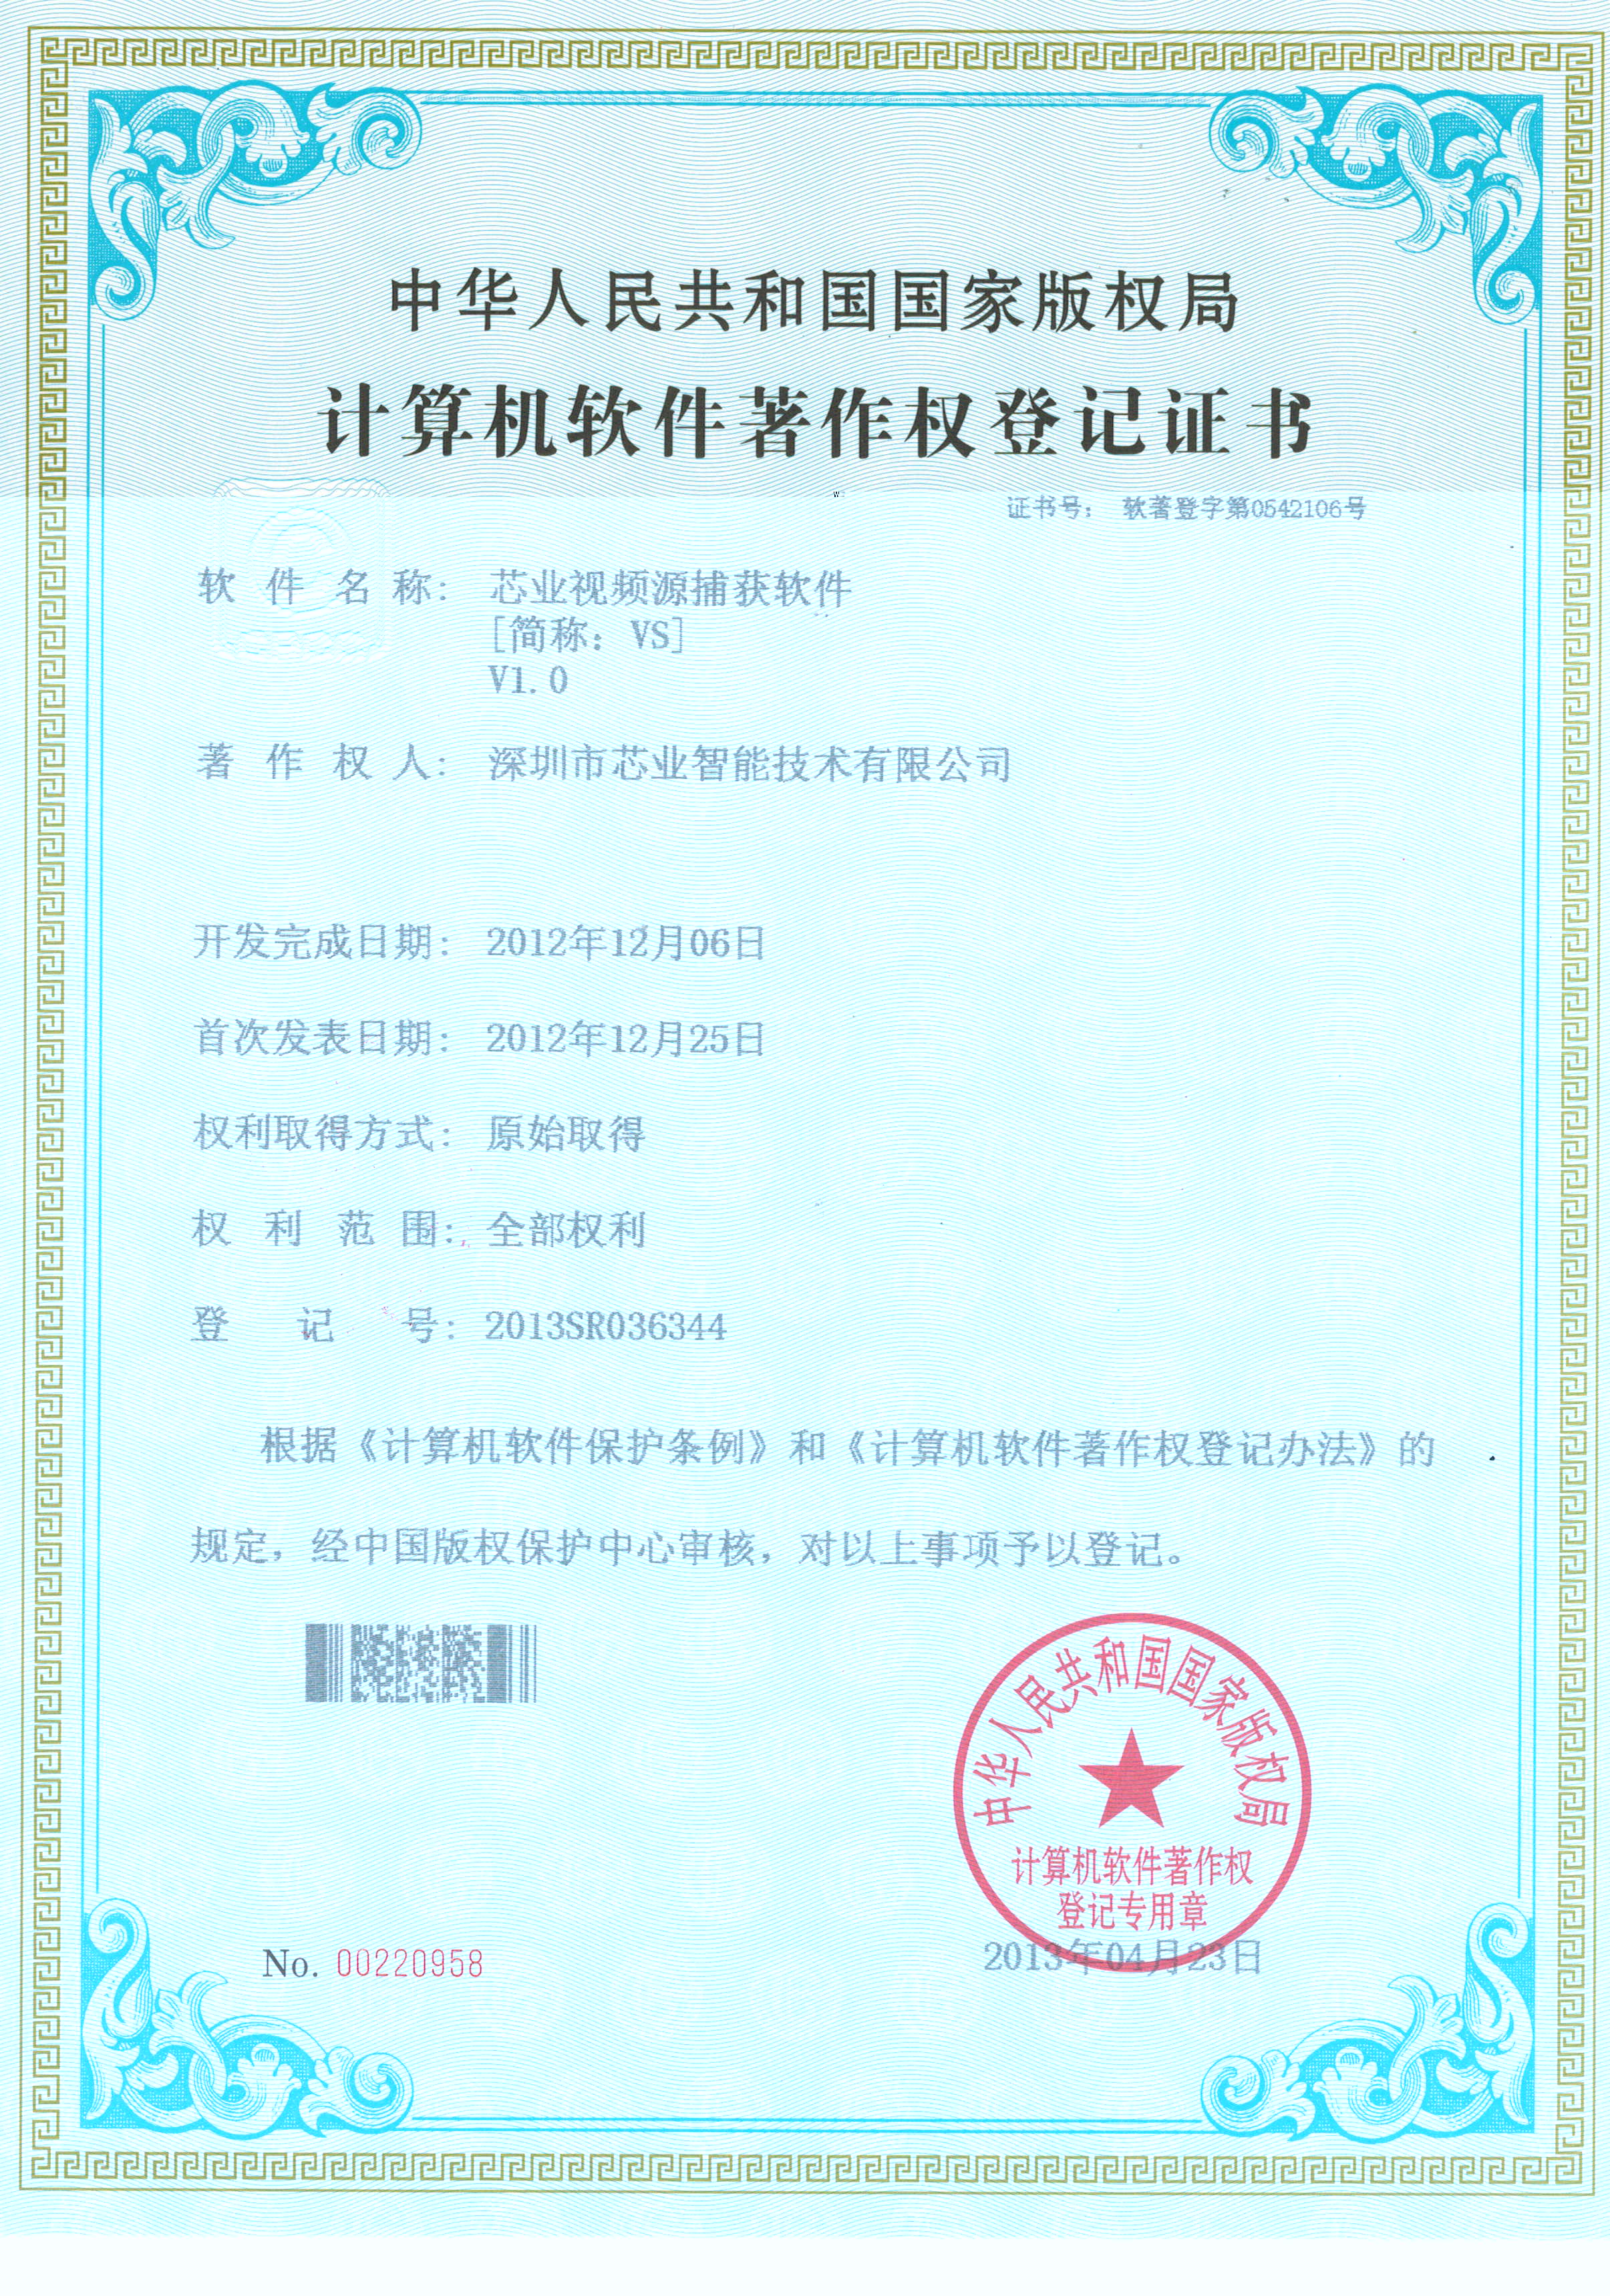 中华人民共和国国家版权局
计算机软件著作权登记证书
证书号： 软著登字第0542106号
软件名称： 芯业视频源捕获软件
[简称：VS]
V1.0
著作权人： 深圳市芯业智能技术有限公司
开发完成日期： 2012年12月06日
首次发表日期： 2012年12月25日
权利取得方式： 原始取得
权利范围： 全部权利
登记号： 2013SR036344
根据《计算机软件保护条例》和《计算机软件著作权登记办法》的
规定，经中国版权保护中心审核，对以上事项予以登记。
中华人民共和国国家版权局
计算机软件著作权
登记专用章
No. 00220958
2013年04月23日